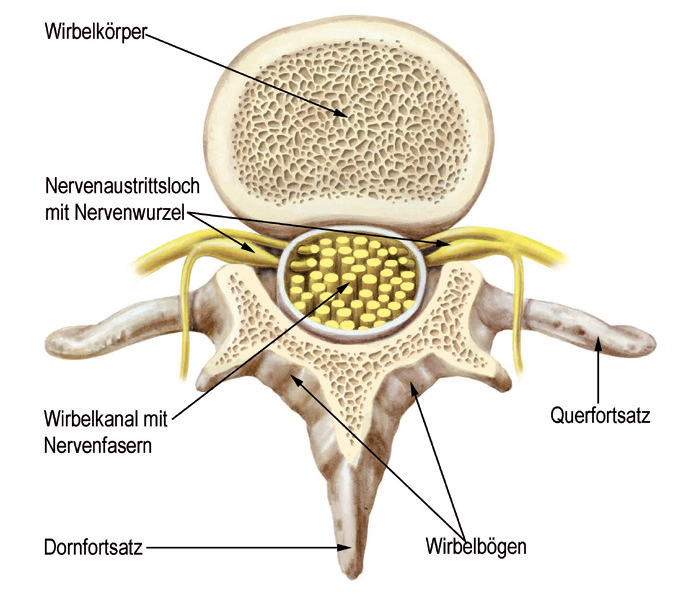 Wirbelkörper
Nervenaustrittsloch
mit Nervenwurzel
Wirbelkanal mit
Nervenfasern
Querfortsatz
Dornfortsatz
Wirbelbögen